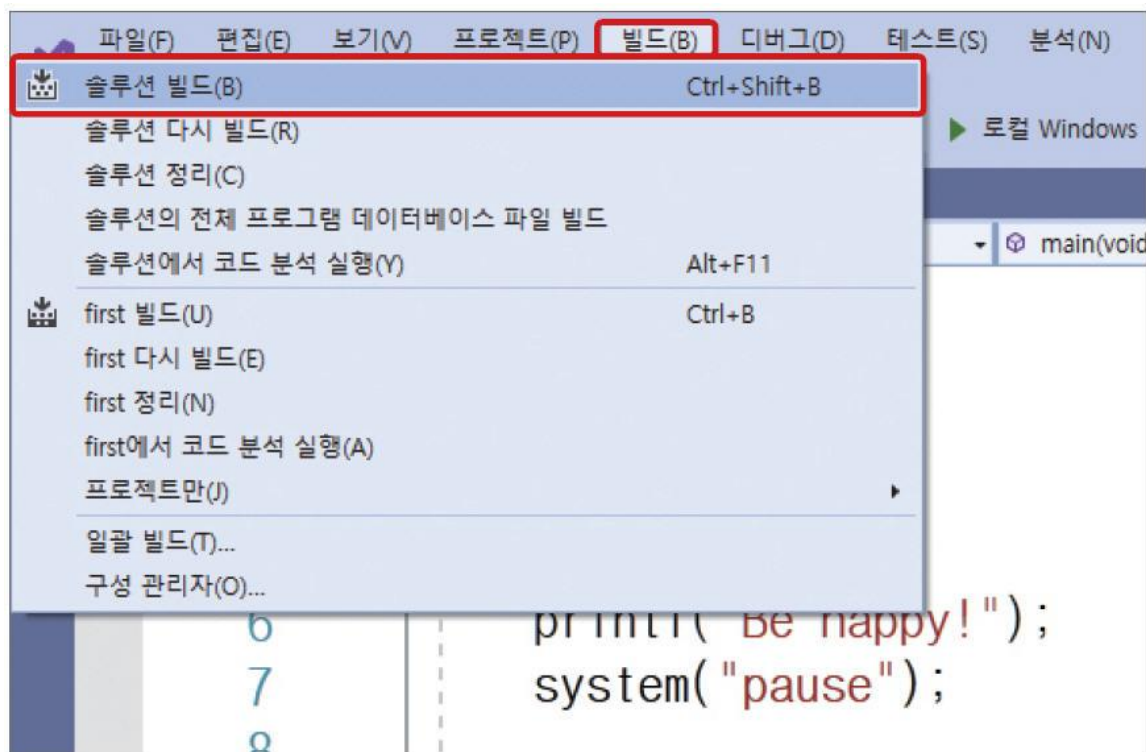 파일(F) 편집(E) 보기(V) 프로젝트(P) 빌드(B) 디버그(D) 테스트(S) 분석(N)
솔루션 빌드(B) Ctrl+Shift+B
솔루션 다시 빌드(R)
로컬 Windows
솔루션 정리(C)
솔루션의 전체 프로그램 데이터베이스 파일 빌드
main(void
솔루션에서 코드 분석 실행(Y) Alt+F11
first 빌드(U) Ctrl+B
first 다시 빌드(E)
first 정리(N)
first에서 코드 분석 실행(A)
프로젝트만(J)
일괄 빌드(T)...
구성 관리자(O)...
6 printf("Be happy!");
7 system("pause");
8